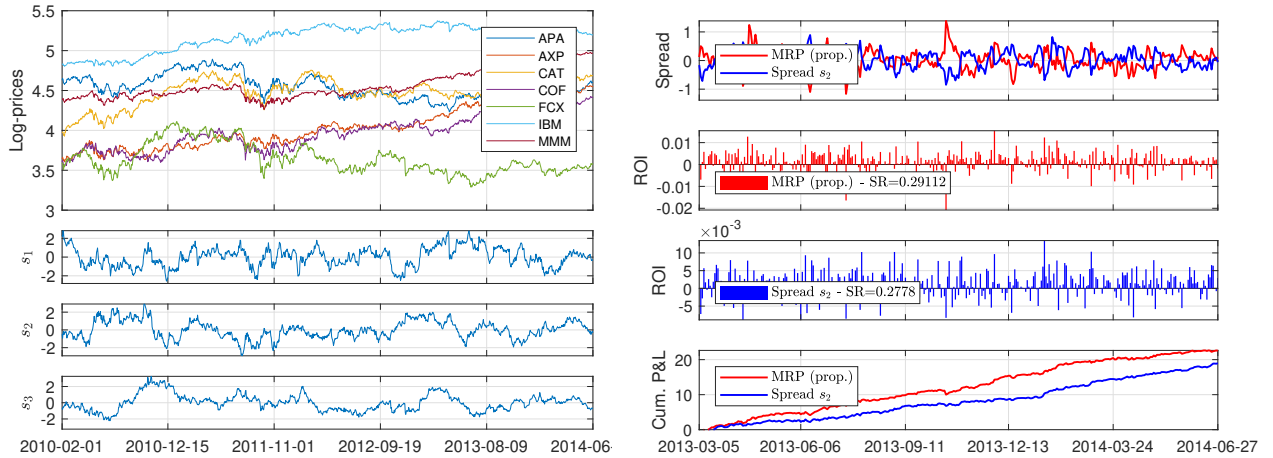 5.5
5
4.5
4
3.5
3
Log-prices
APA
AXP
CAT
COF
FCX
IBM
MMM
2
0
-2
s1
2
0
-2
s2
2
0
-2
s3
2010-02-01 2010-12-15 2011-11-01 2012-09-19 2013-08-09 2014-06-
1
0
-1
Spread
MRP (prop.)
Spread s2
0.01
0
-0.01
-0.02
ROI
MRP (prop.) - SR=0.29112
×10-3
10
5
0
-5
ROI
Spread s2 - SR=0.2778
20
10
0
Cum. P&L
MRP (prop.)
Spread s2
2013-03-05 2013-06-06 2013-09-11 2013-12-13 2014-03-24 2014-06-27